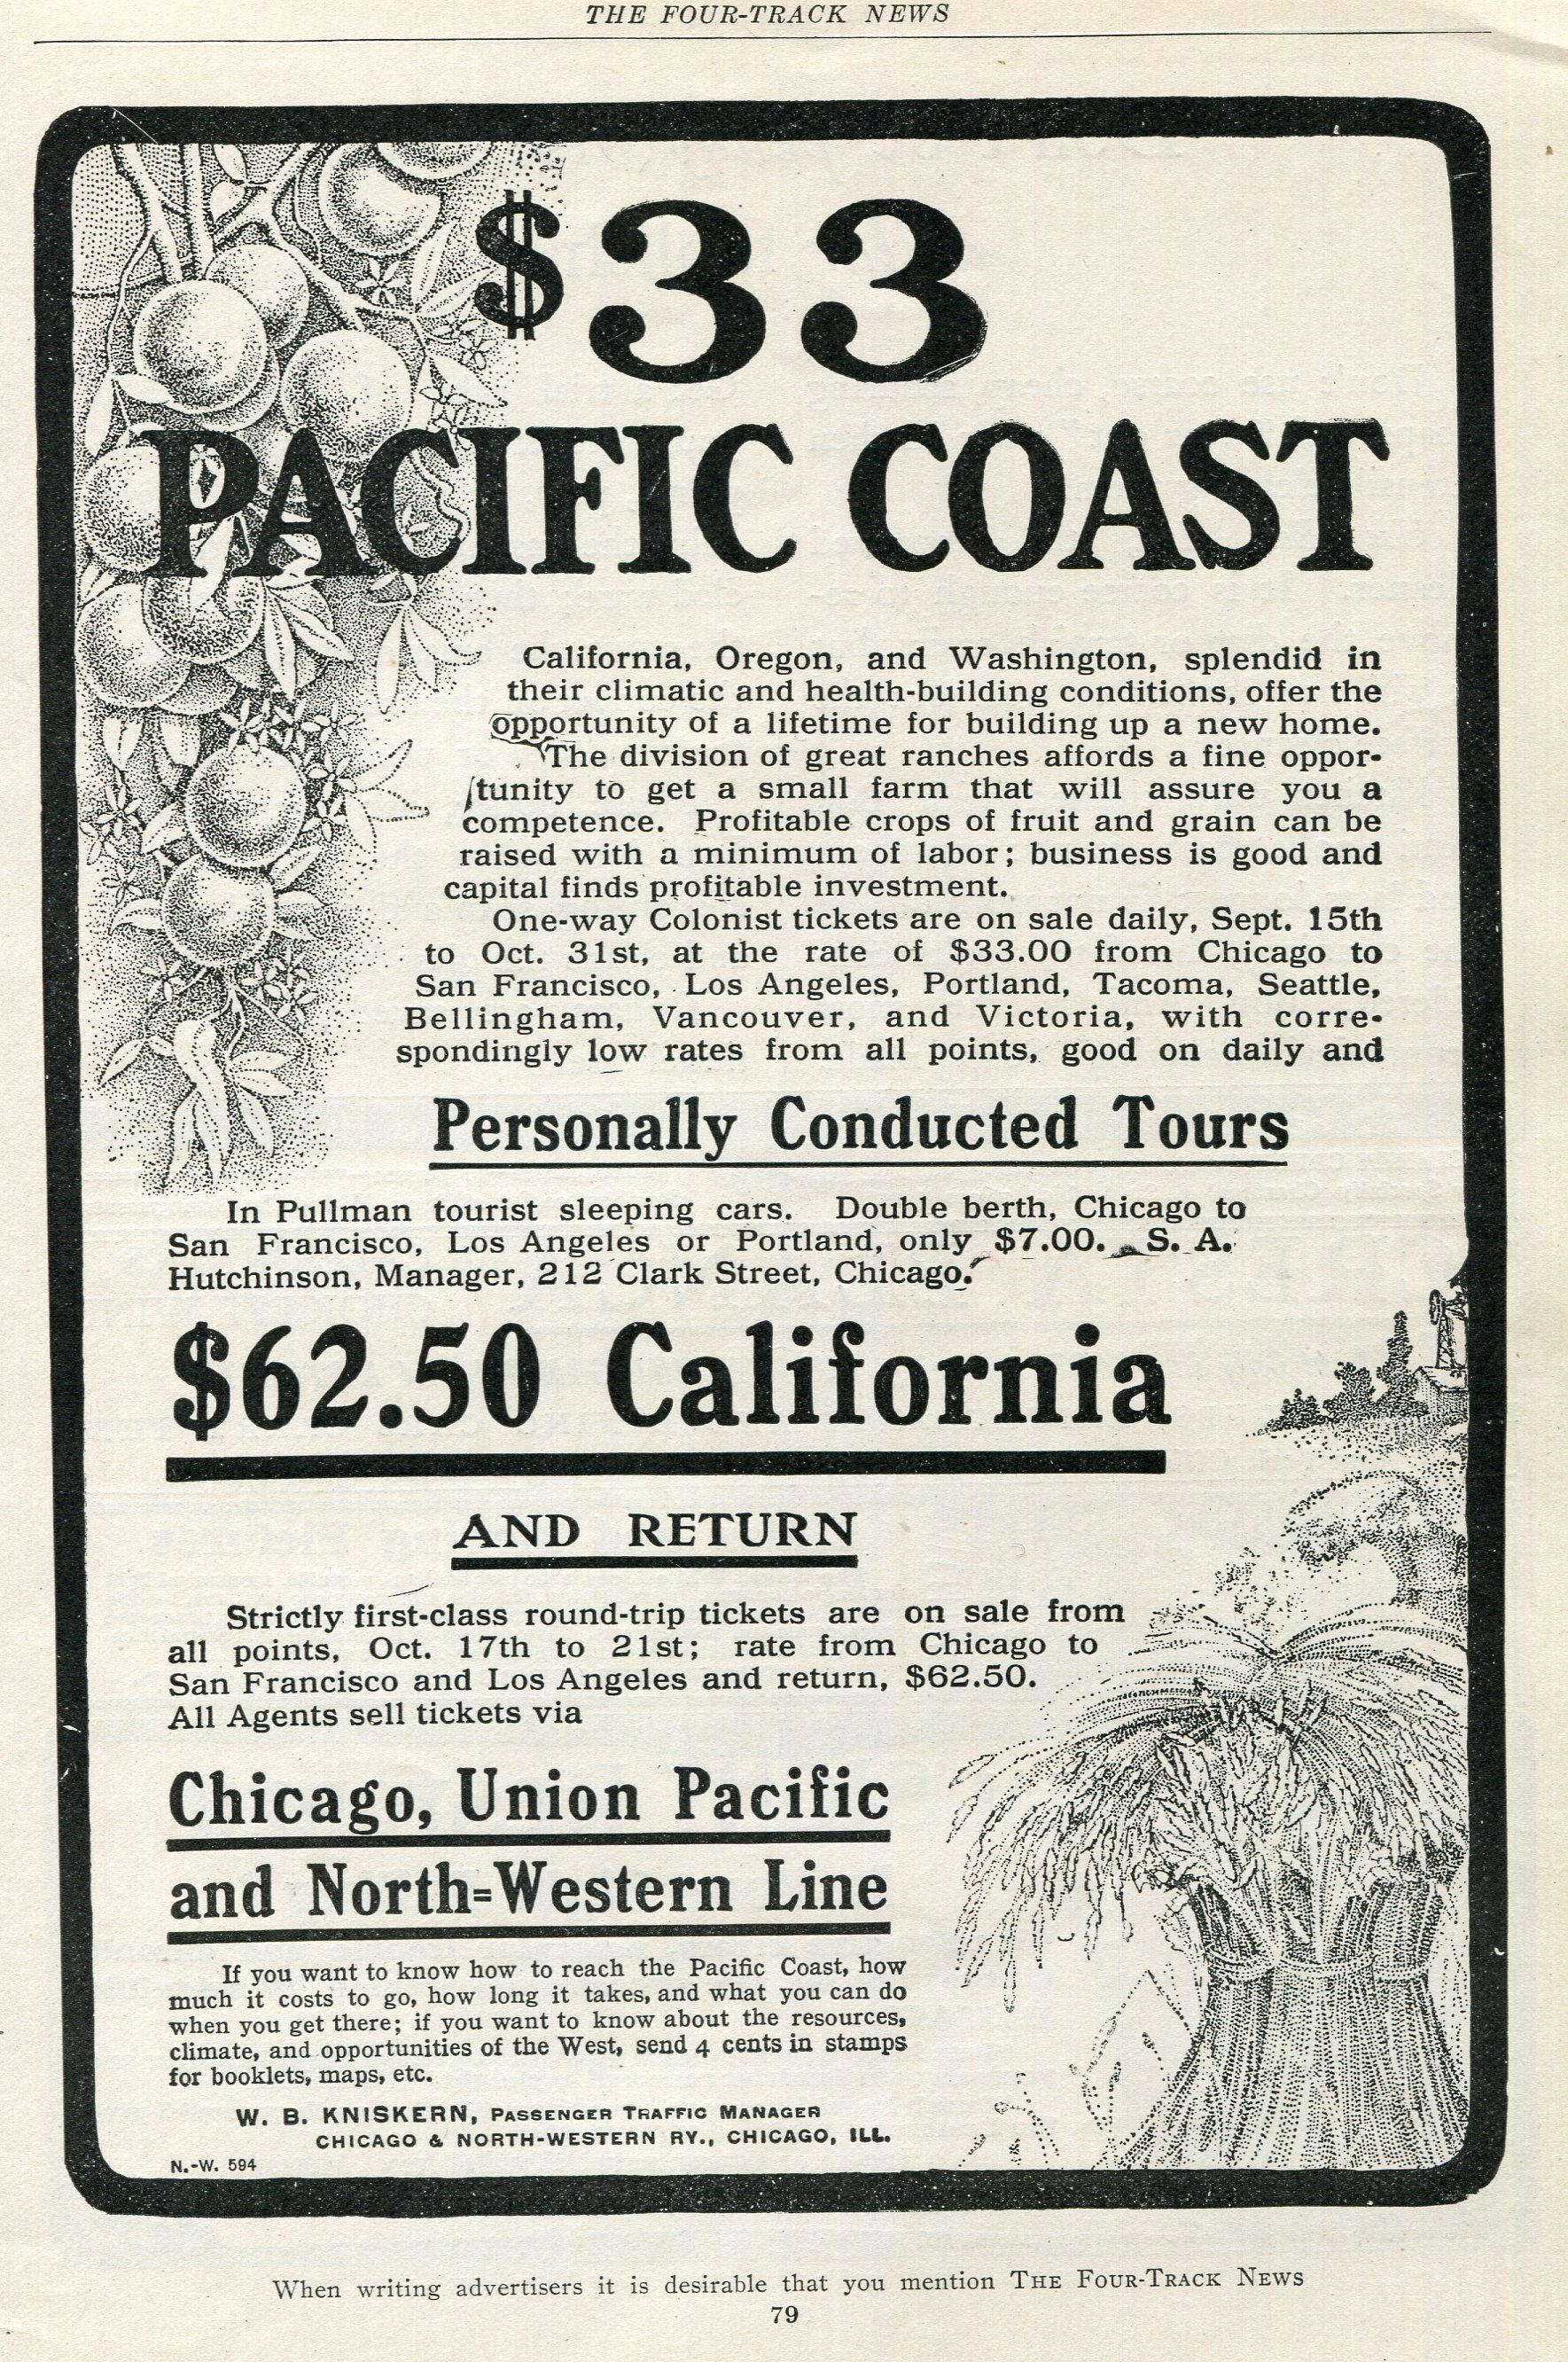 THE FOUR-TRACK NEWS
$33
PACIFIC COAST
California, Oregon, and Washington, splendid in
their climatic and health-building conditions, offer the
opportunity of a lifetime for building up a new home.
The division of great ranches affords a fine oppor-
tunity to get a small farm that will assure you a
competence. Profitable crops of fruit and grain can be
raised with a minimum of labor; business is good and
capital finds profitable investment.
One-way Colonist tickets are on sale daily, Sept. 15th
to Oct. 31st, at the rate of $33.00 from Chicago to
San Francisco, Los Angeles, Portland, Tacoma, Seattle,
Bellingham, Vancouver, and Victoria, with corre-
spondingly low rates from all points, good on daily and
Personally Conducted Tours
In Pullman tourist sleeping cars. Double berth, Chicago to
San Francisco, Los Angeles or Portland, only $7.00. S. A.
Hutchinson, Manager, 212 Clark Street, Chicago.
$62.50 California
AND RETURN
Strictly first-class round-trip tickets are on sale from
all points, Oct. 17th to 21st; rate from Chicago to
San Francisco and Los Angeles and return, $62.50.
All Agents sell tickets via
Chicago, Union Pacific
and North=Western Line
If you want to know how to reach the Pacific Coast, how
much it costs to go, how long it takes, and what you can do
when you get there; if you want to know about the resources,
climate, and opportunities of the West, send 4 cents in stamps
for booklets, maps, etc.
W. B. KNISKERN, PASSENGER TRAFFIC MANAGER
CHICAGO & NORTH-WESTERN RY., CHICAGO, ILL.
N.-W. 594
When writing advertisers it is desirable that you mention THE FOUR-TRACK NEWS
79